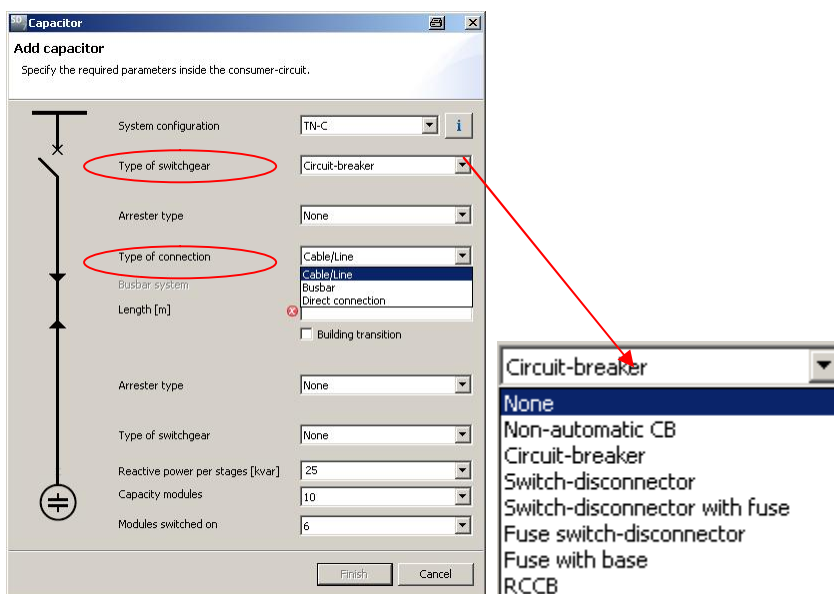 SD Capacitor
Add capacitor
Specify the required parameters inside the consumer-circuit.
System configuration TN-C i
Type of switchgear Circuit-breaker
Arrester type None
Type of connection Cable/Line
Cable/Line
Busbar system Busbar
Direct connection
Length [m]
Building transition
Arrester type None
Type of switchgear None
Reactive power per stages [kvar] 25
Capacity modules 10
Modules switched on 6
Finish Cancel
Circuit-breaker
None
Non-automatic CB
Circuit-breaker
Switch-disconnector
Switch-disconnector with fuse
Fuse switch-disconnector
Fuse with base
RCCB